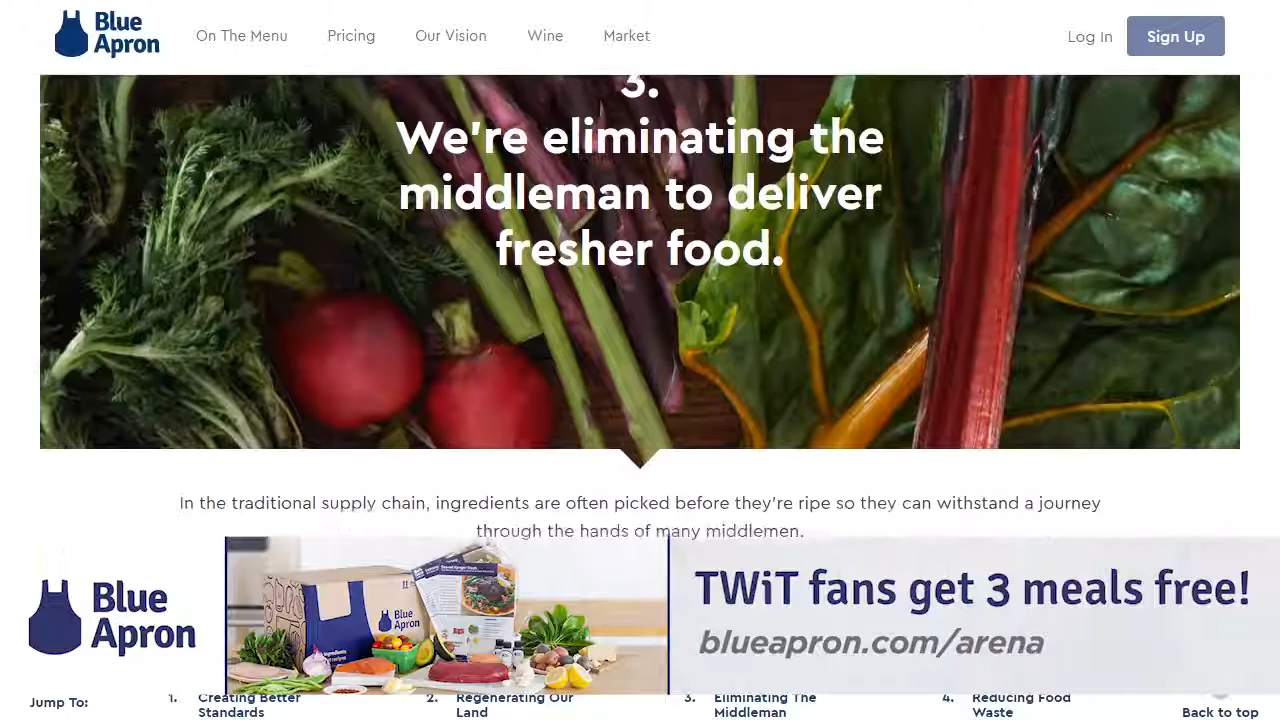 Blue
Apron
On The Menu
Pricing
Our Vision
Wine
Market
Log In
Sign Up
3.
We're eliminating the
middleman to deliver
fresher food.
In the traditional supply chain, ingredients are often picked before they're ripe so they can withstand a journey
through the hands of many middlemen.
Blue
Apron
Blue
Apron
TWiT fans get 3 meals free!
blueapron.com/arena
Jump To:
1. Creating Better
Standards
2. Regenerating Our
Land
3. Eliminating The
Middleman
4. Reducing Food
Waste
Back to top